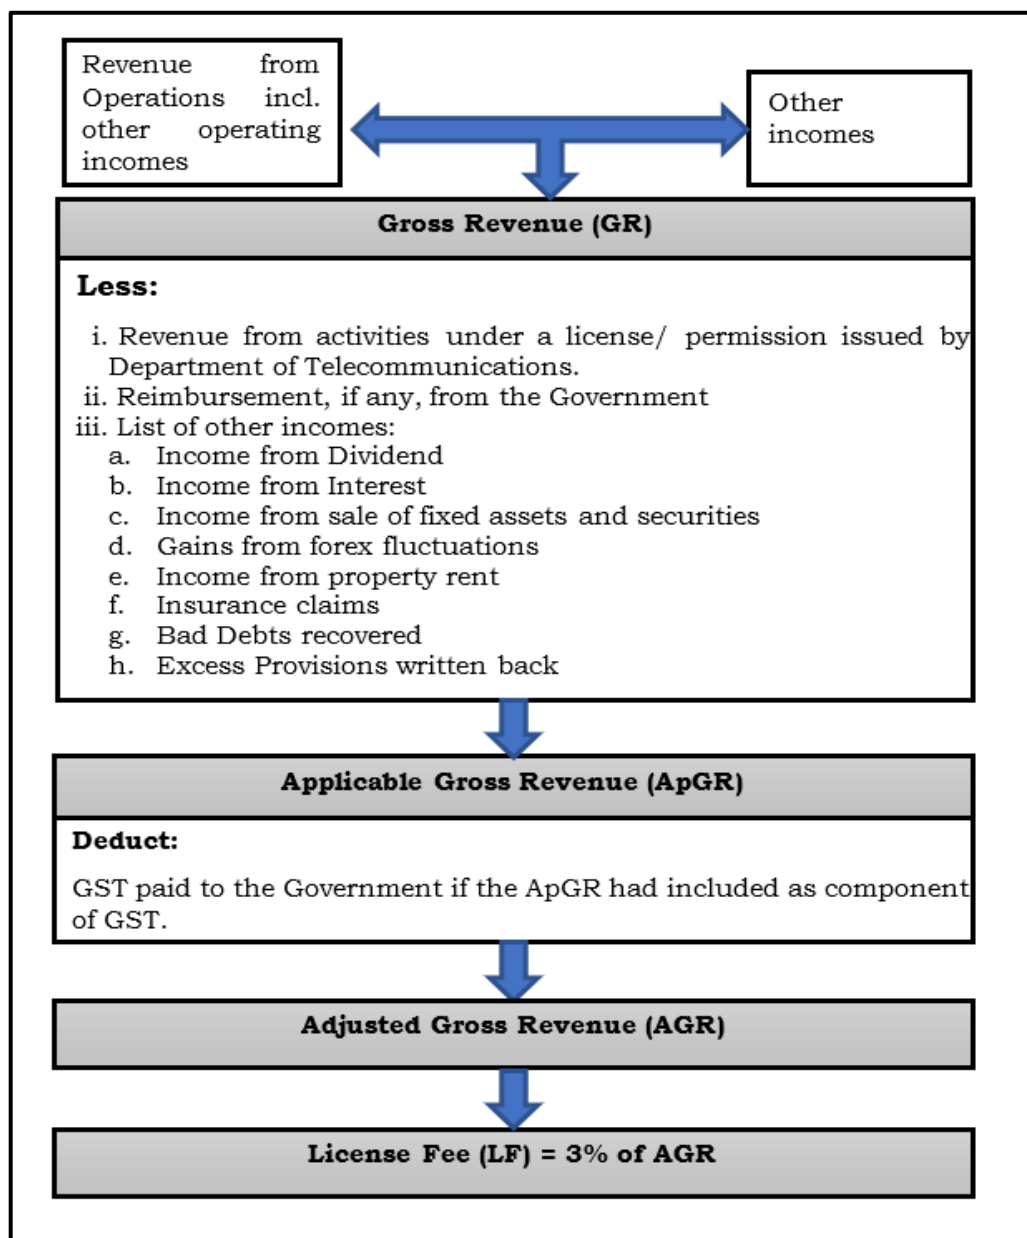 Revenue from
Operations incl.
other operating
incomes
Other
incomes
Gross Revenue (GR)
Less:
i. Revenue from activities under a license/ permission issued by
Department of Telecommunications.
ii. Reimbursement, if any, from the Government
iii. List of other incomes:
a. Income from Dividend
b. Income from Interest
c. Income from sale of fixed assets and securities
d. Gains from forex fluctuations
e. Income from property rent
f. Insurance claims
g. Bad Debts recovered
h. Excess Provisions written back
Applicable Gross Revenue (ApGR)
Deduct:
GST paid to the Government if the ApGR had included as component
of GST.
Adjusted Gross Revenue (AGR)
License Fee (LF) = 3% of AGR